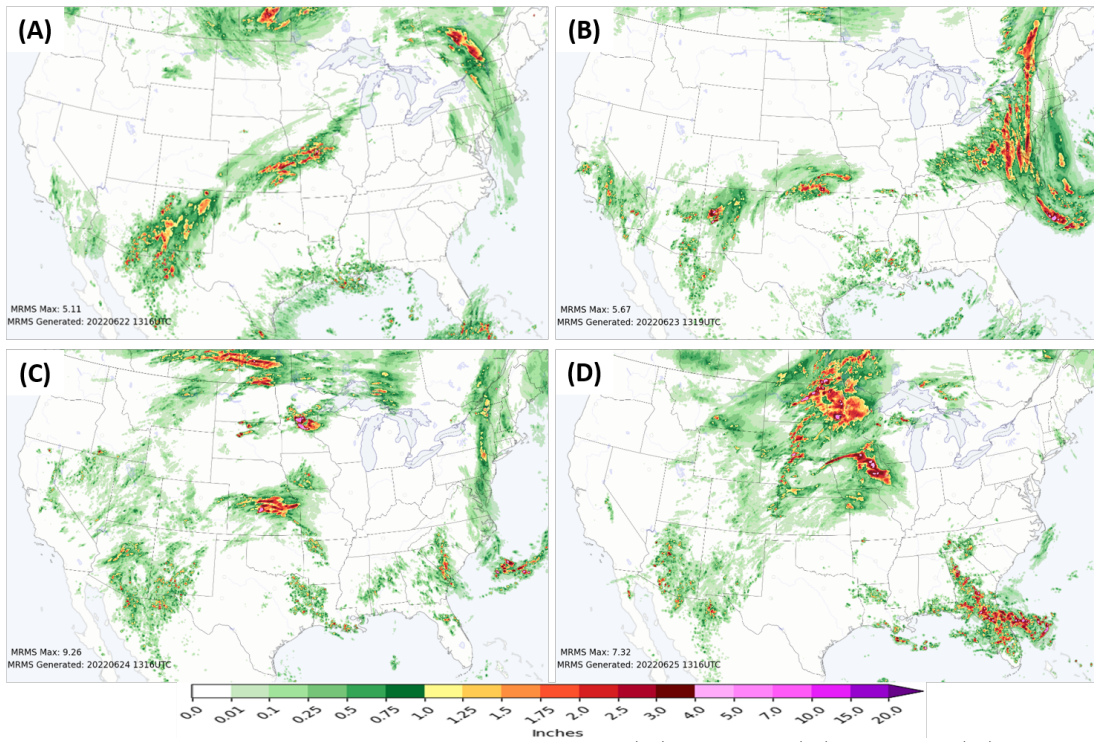 (A)
MRMS Max: 5.11
MRMS Generated: 20220622 1316UTC
(B)
MRMS Max: 5.67
MRMS Generated: 20220623 1319UTC
(C)
MRMS Max: 9.26
MRMS Generated: 20220624 1316UTC
(D)
MRMS Max: 7.32
MRMS Generated: 20220625 1316UTC
0.0 0.01 0.1 0.25 0.5 0.75 1.0 1.25 1.5 1.75 2.0 2.5 3.0 4.0 5.0 7.0 10.0 15.0 20.0
Inches